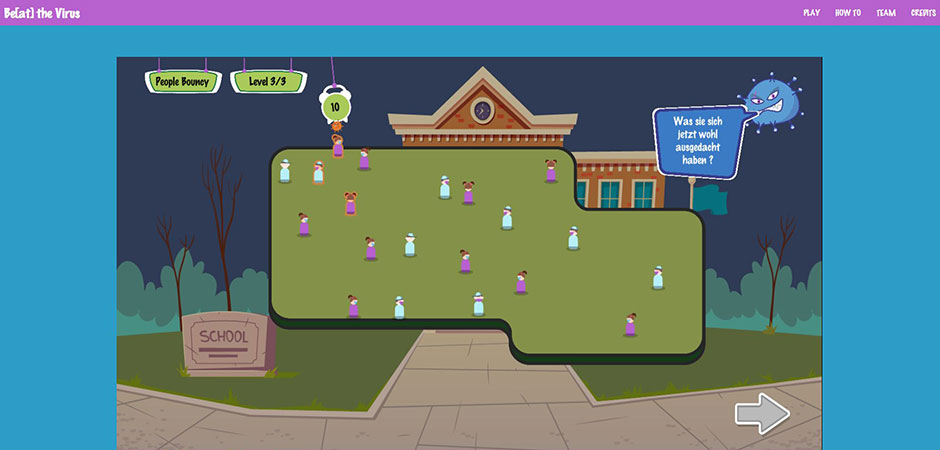 Be[at] the Virus
PLAY HOW TO TEAM CREDITS
People Bouncy
Level 3/3
10
Was sie sich
jetzt wohl
ausgedacht
haben ?
SCHOOL